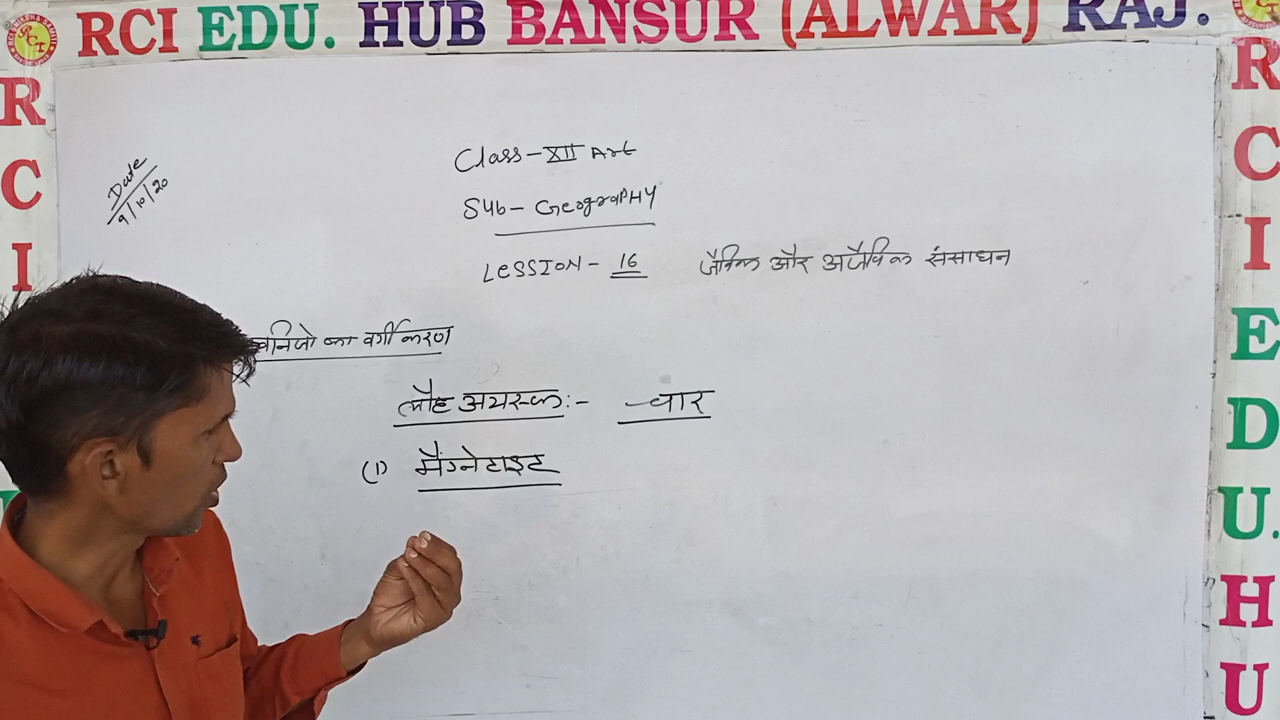 RCI EDU. HUB BANSUR (ALWAR) RAJ.
Date
9/10/20
Class-XII Art
Sub- GeograPHY
LeSSION- 16 जैविक और अजैविक संसाधन
खनिजो का वर्गीकरण
लौह अयस्क:- चार
(1) मैग्नेटाइट
R
C
I
R
C
I
E
D
U.
H
U